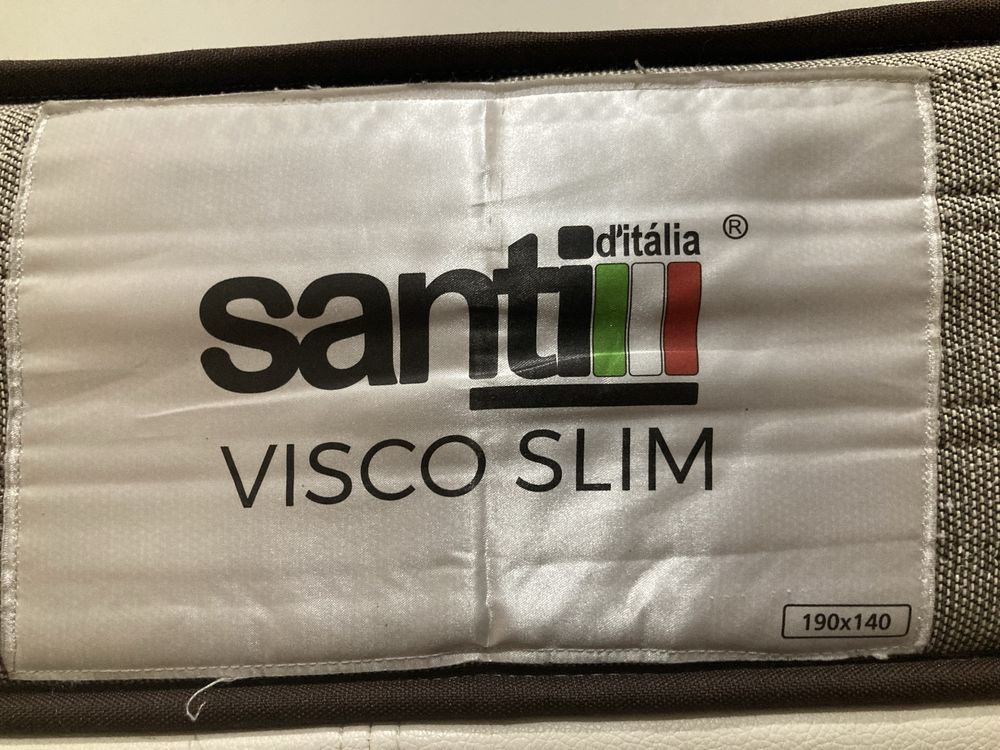 santi d'itália ®
VISCO SLIM
190x140